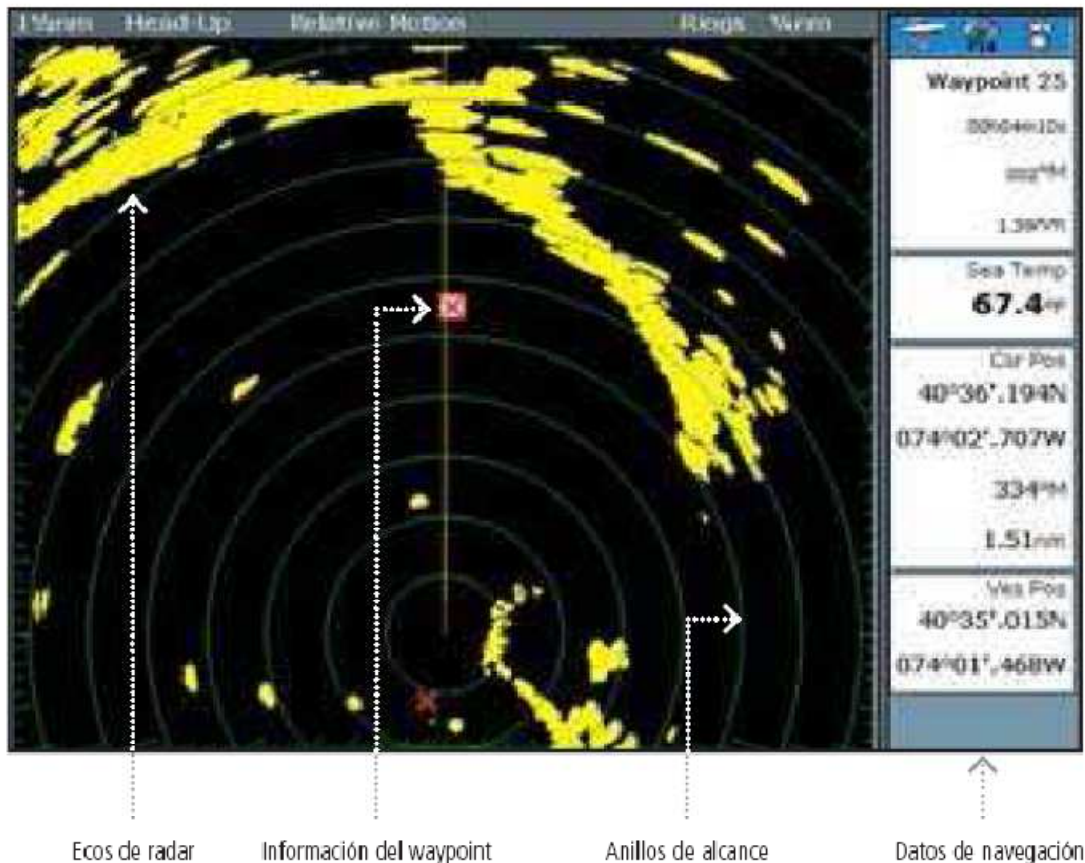 Head-Up Relative Motion Rings
Waypoint 25
Sea Temp
67.4°F
Csr Pos
40°36'.194N
074°02'.707W
334°M
1.51nm
Ves Pos
40°35'.015N
074°01'.468W
Ecos de radar Información del waypoint Anillos de alcance Datos de navegación